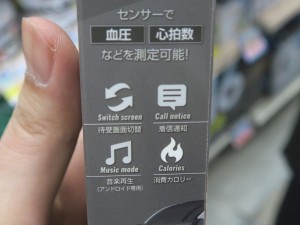 センサーで
血圧 心拍数
などを測定可能!
Switch screen Call notice
待受画面切替 着信通知
Music mode Calories
音楽再生 消費カロリー
(アンドロイド専用)